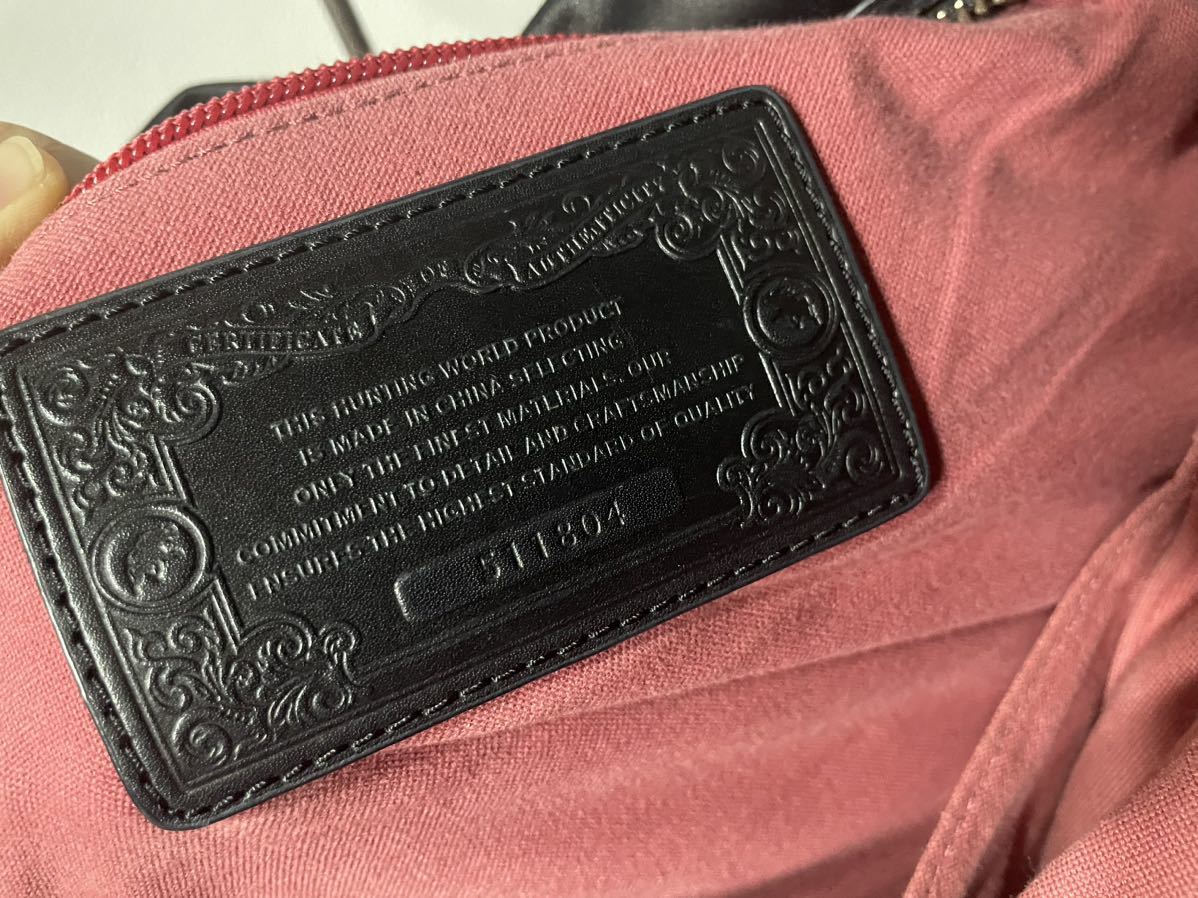 CERTIFICATE OF AUTHENTICITY
THIS HUNTING WORLD PRODUCT
IS MADE IN CHINA SELECTING
ONLY THE FINEST MATERIALS. OUR
COMMITMENT TO DETAIL AND CRAFTSMANSHIP
ENSURES THE HIGHEST STANDARD OF QUALITY
511804